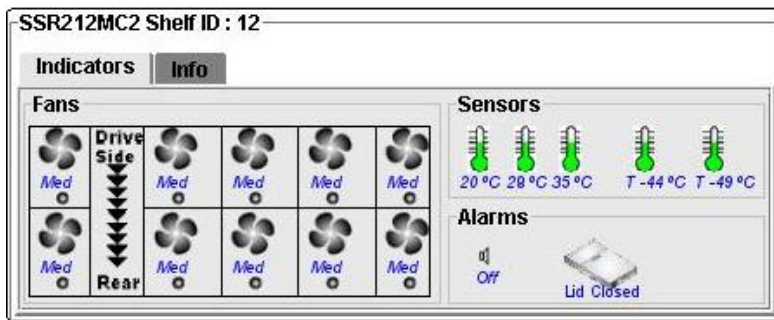 SSR212MC2 Shelf ID : 12
Indicators Info
Fans
Drive
Side
Med Med Med Med Med
Med Med Med Med Med
Rear
Sensors
20 ºC 29 ºC 35 ºC T -44 ºC T -49 ºC
Alarms
Off
Lid Closed